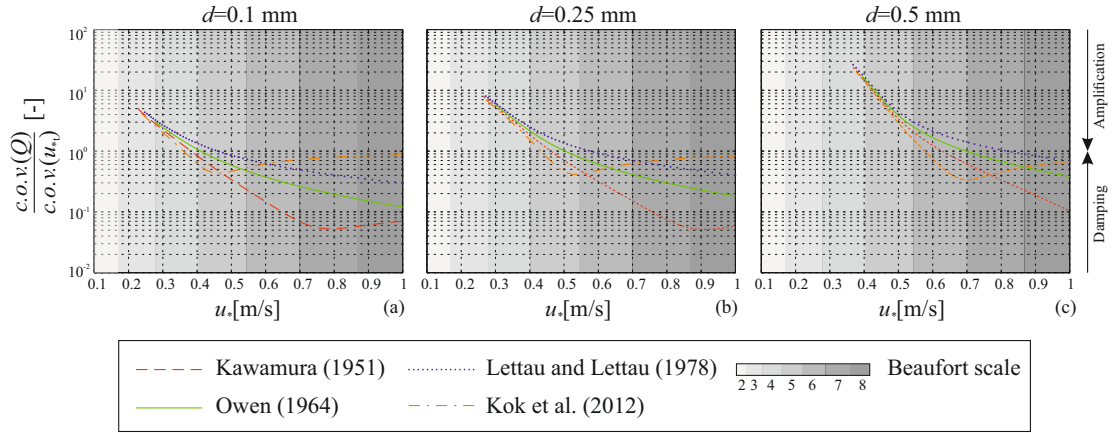 d=0.1 mm
d=0.25 mm
d=0.5 mm
c.o.v.(Q)
c.o.v.(u*t)
[-]
10²
10¹
10⁰
10⁻¹
10⁻²
0.1 0.2 0.3 0.4 0.5 0.6 0.7 0.8 0.9 1
0.1 0.2 0.3 0.4 0.5 0.6 0.7 0.8 0.9 1
0.1 0.2 0.3 0.4 0.5 0.6 0.7 0.8 0.9 1
u*[m/s]
(a)
u*[m/s]
(b)
u*[m/s]
(c)
Amplification
Damping
Kawamura (1951)
Lettau and Lettau (1978)
Beaufort scale
2 3 4 5 6 7 8
Owen (1964)
Kok et al. (2012)